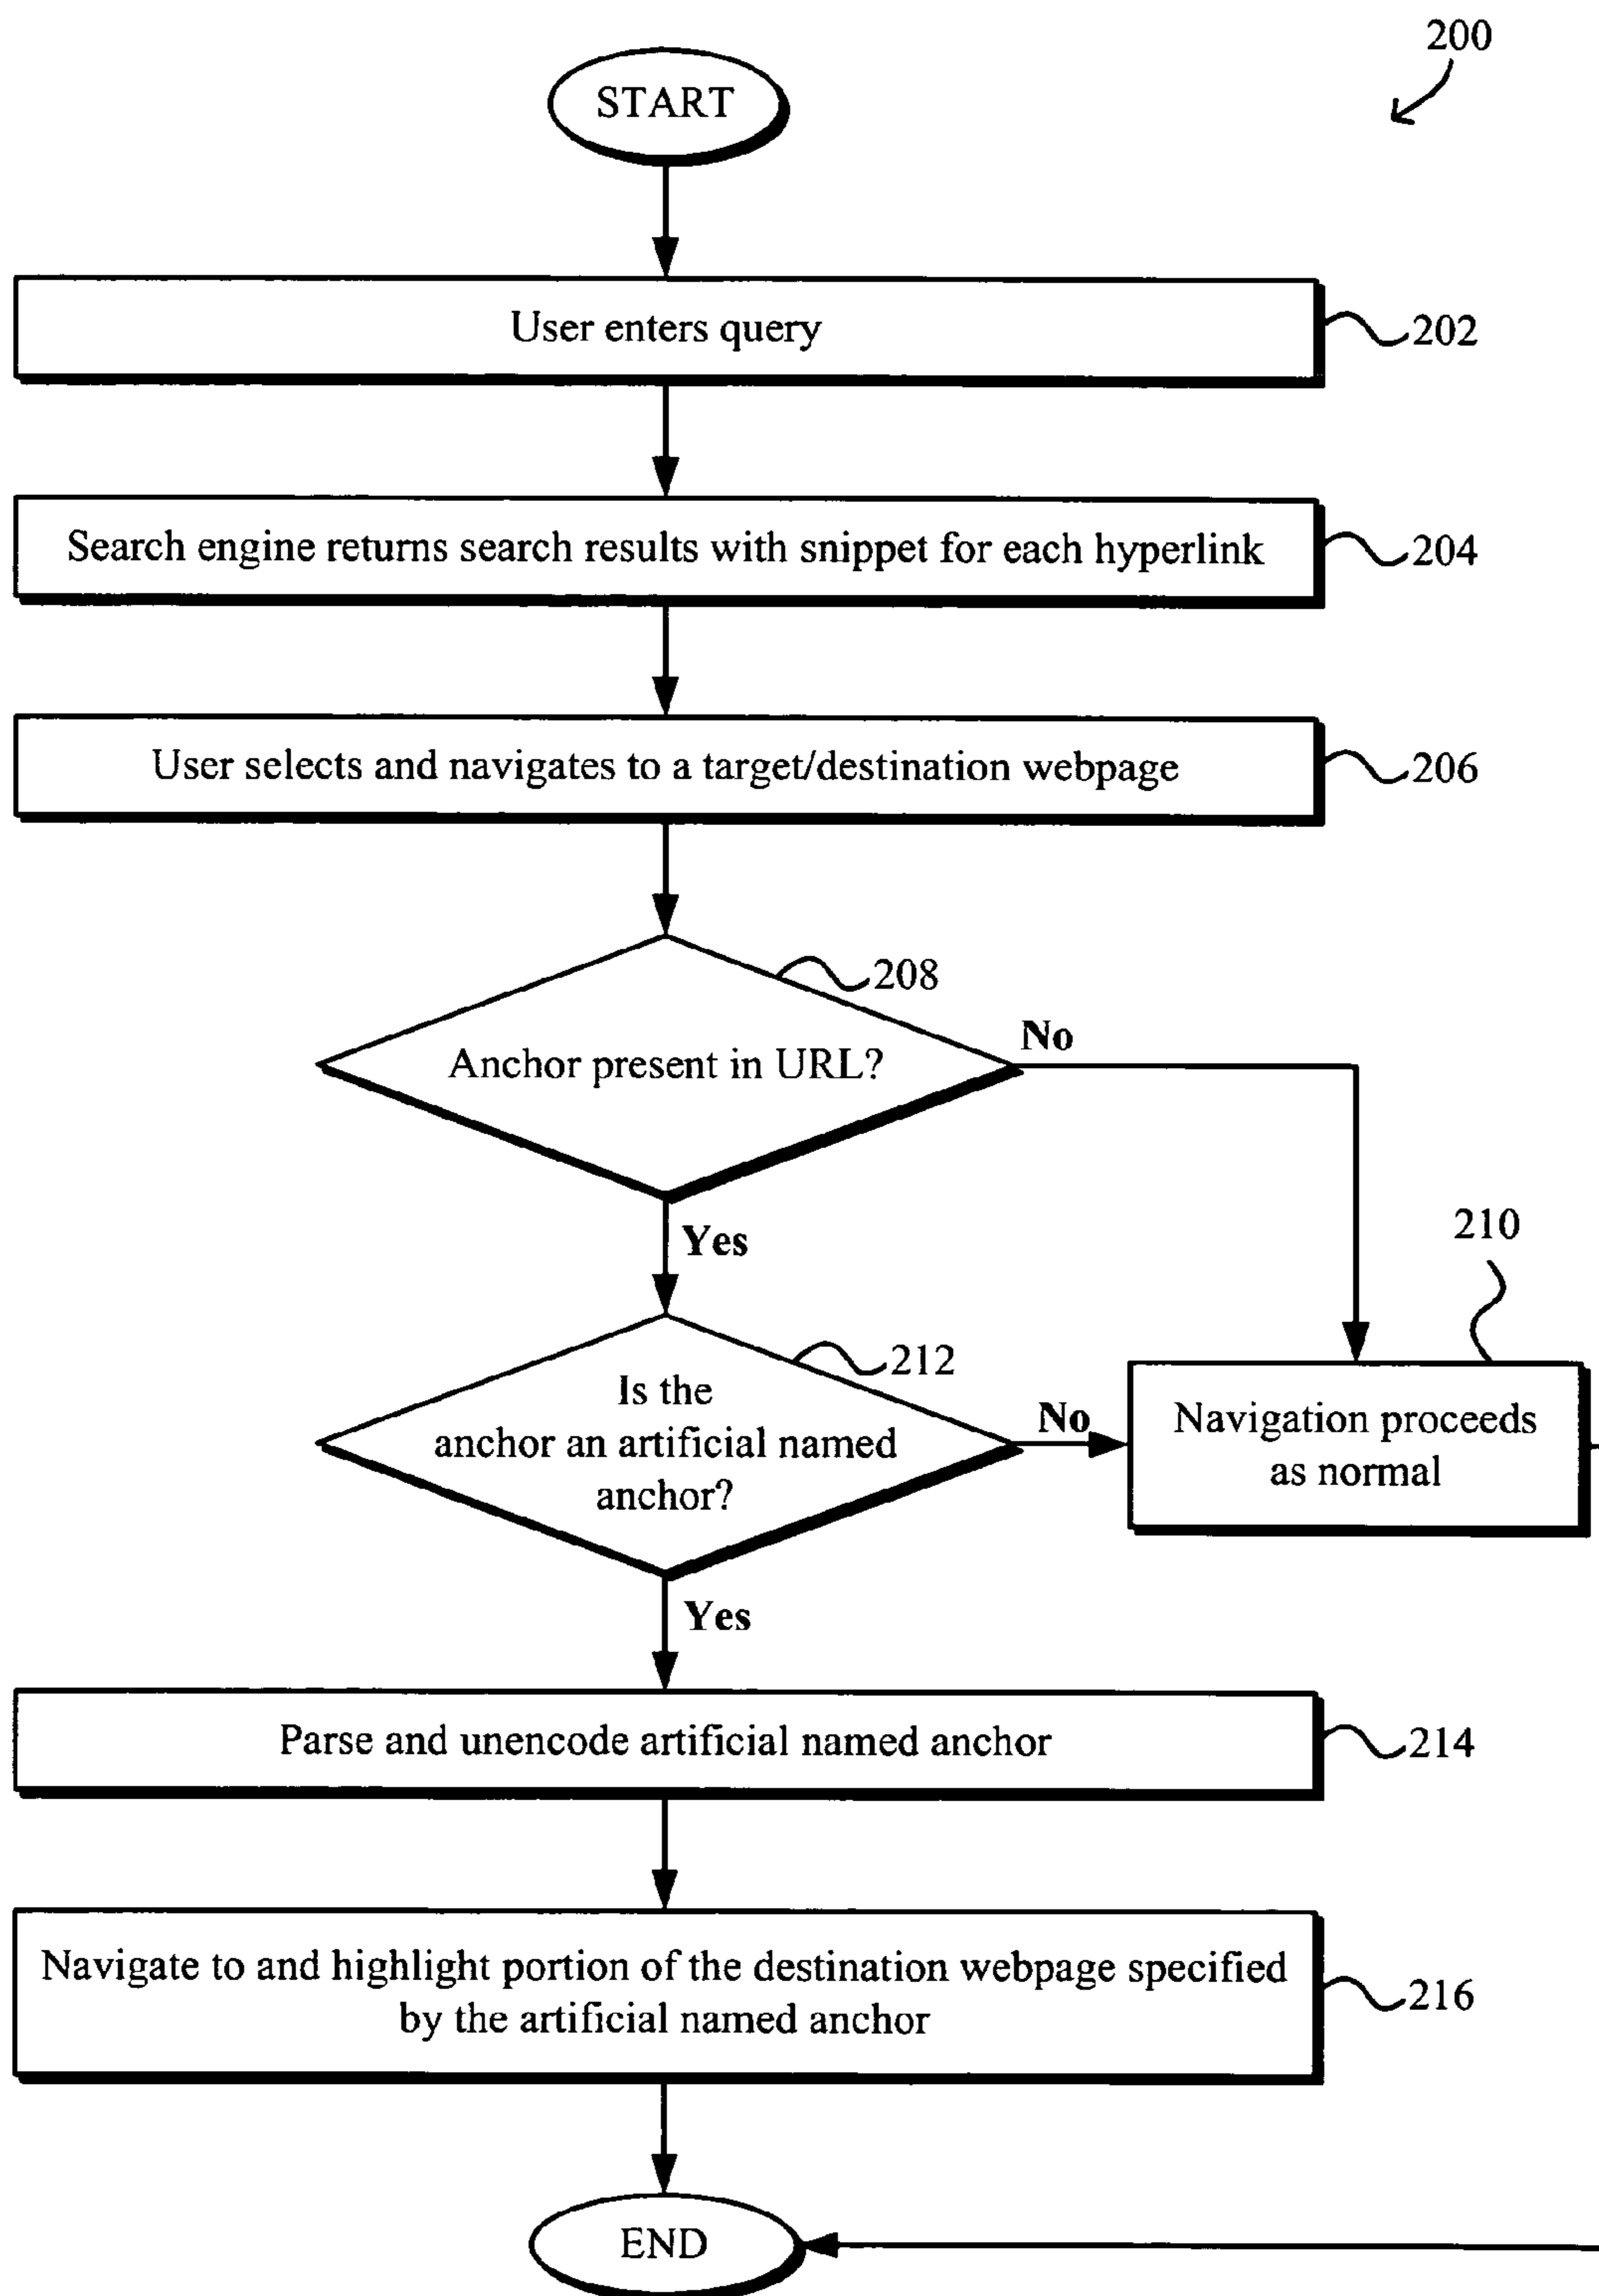 200
START
User enters query
202
Search engine returns search results with snippet for each hyperlink
204
User selects and navigates to a target/destination webpage
206
208
Anchor present in URL?
No
Yes
210
212
Is the
anchor an artificial named
anchor?
No
Navigation proceeds
as normal
Yes
Parse and unencode artificial named anchor
214
Navigate to and highlight portion of the destination webpage specified
by the artificial named anchor
216
END